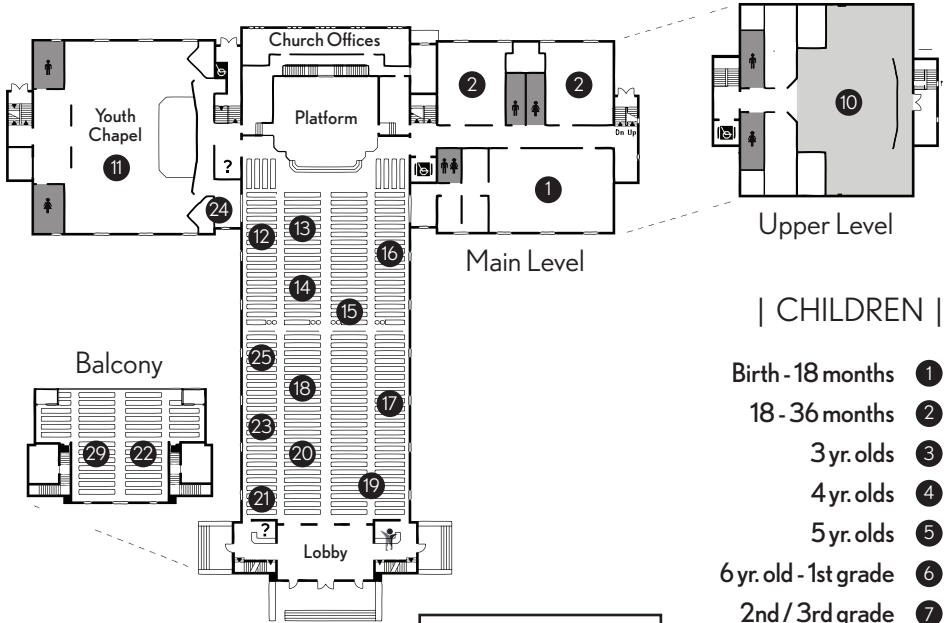 Church Offices
2
2
10
Youth
Chapel
Platform
Dn Up
11
?
1
24
13
12
16
Upper Level
Main Level
14
15
| CHILDREN |
Balcony
25
Birth - 18 months 1
18
17
18 - 36 months 2
23
29
22
20
3 yr. olds 3
19
4 yr. olds 4
21
?
5 yr. olds 5
Lobby
6 yr. old - 1st grade 6
2nd / 3rd grade 7